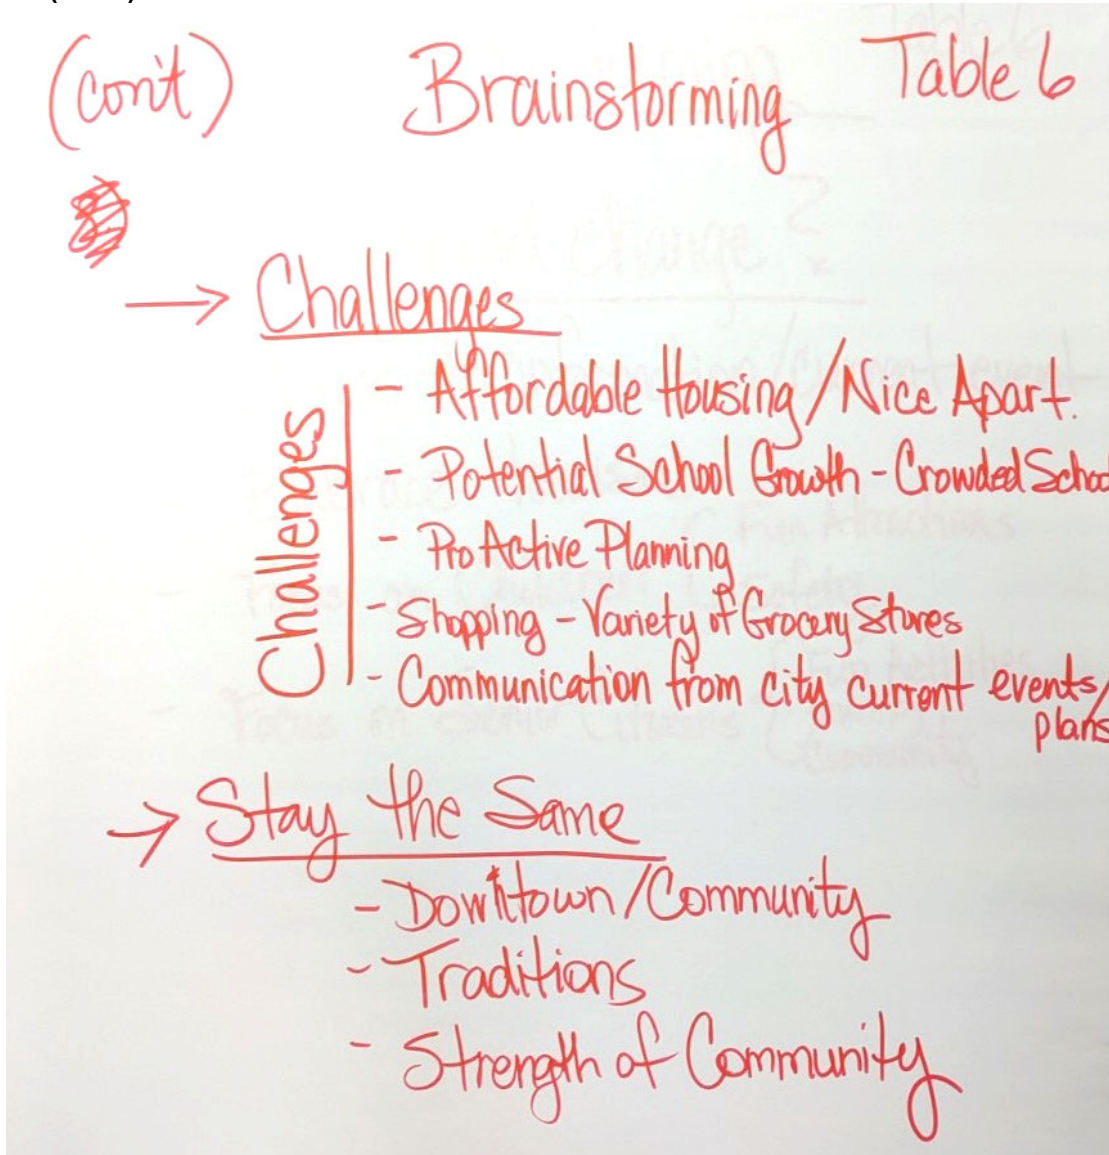 (con't) Brainstorming Table 6
→ Challenges
Challenges
- Affordable Housing/Nice Apart.
- Potential School Growth - Crowded School
- Pro Active Planning
- Shopping - Variety of Grocery Stores
- Communication from city current events/
plans
→ Stay the Same
- Downtown/Community
- Traditions
- Strength of Community